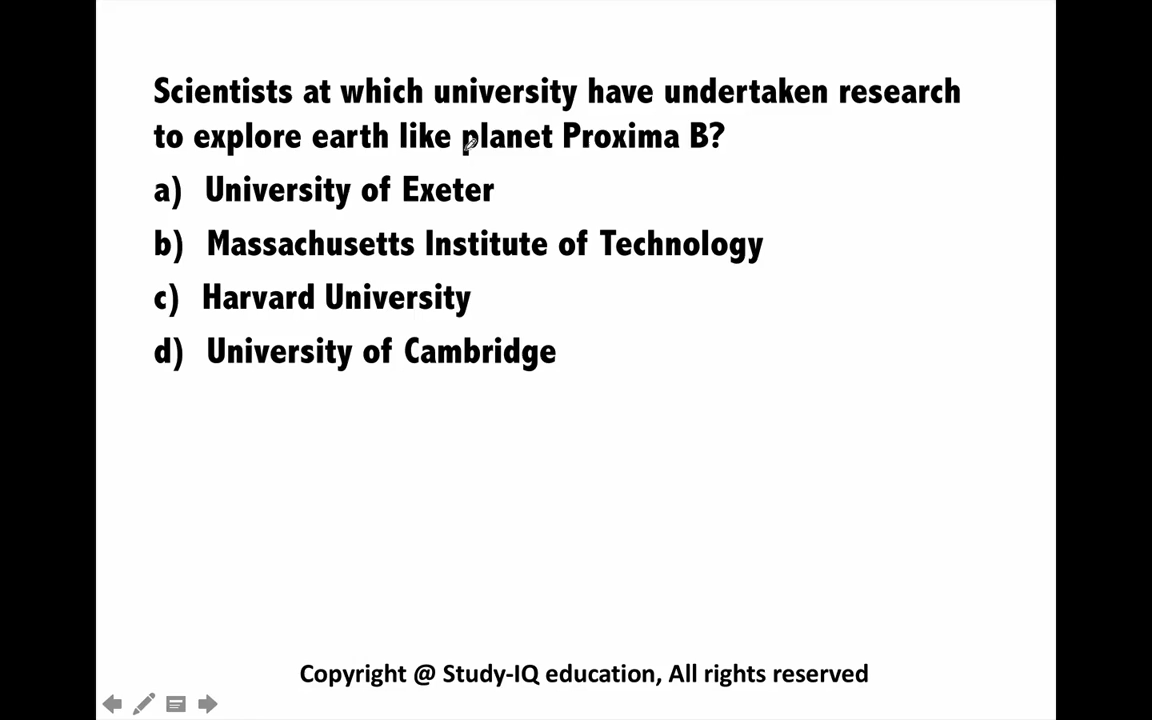 Scientists at which university have undertaken research
to explore earth like planet Proxima B?
a) University of Exeter
b) Massachusetts Institute of Technology
c) Harvard University
d) University of Cambridge
Copyright @ Study-IQ education, All rights reserved